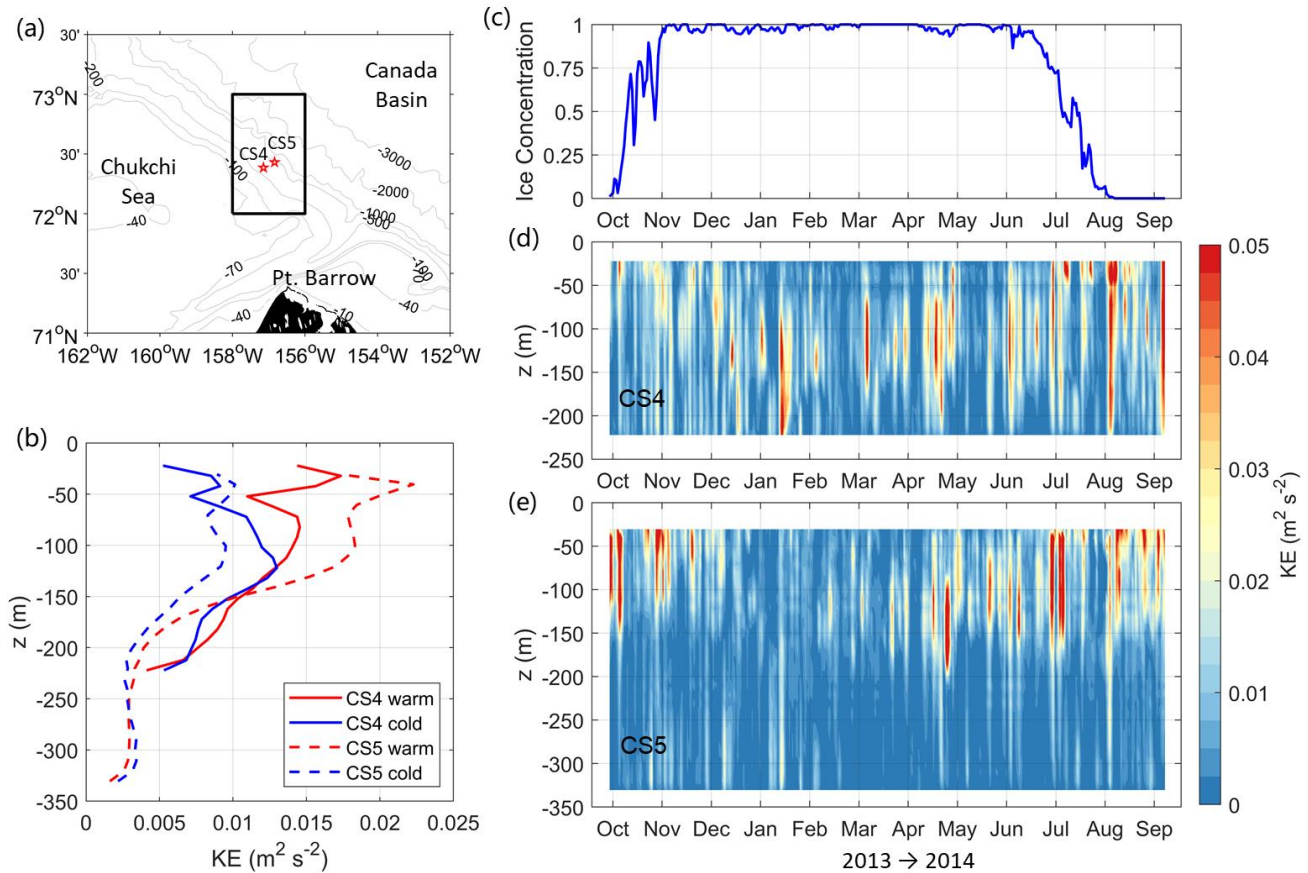 (a)
30'
73°N
30'
72°N
30'
71°N
162°W 160°W 158°W 156°W 154°W 152°W
-200
Canada
Basin
CS5
CS4
-100
-3000
Chukchi
Sea
-2000
-1000
-500
-40
-70
-100
Pt. Barrow
-40
-10
-40
(b)
0
-50
-100
-150
-200
-250
-300
-350
z (m)
CS4 warm
CS4 cold
CS5 warm
CS5 cold
0 0.005 0.01 0.015 0.02 0.025
KE (m² s⁻²)
(c)
1
0.75
0.5
0.25
0
Ice Concentration
Oct Nov Dec Jan Feb Mar Apr May Jun Jul Aug Sep
(d)
0
-50
-100
-150
-200
-250
z (m)
CS4
Oct Nov Dec Jan Feb Mar Apr May Jun Jul Aug Sep
(e)
0
-50
-100
-150
-200
-250
-300
-350
z (m)
CS5
Oct Nov Dec Jan Feb Mar Apr May Jun Jul Aug Sep
2013 → 2014
0.05
0.04
0.03
0.02
0.01
0
KE (m² s⁻²)